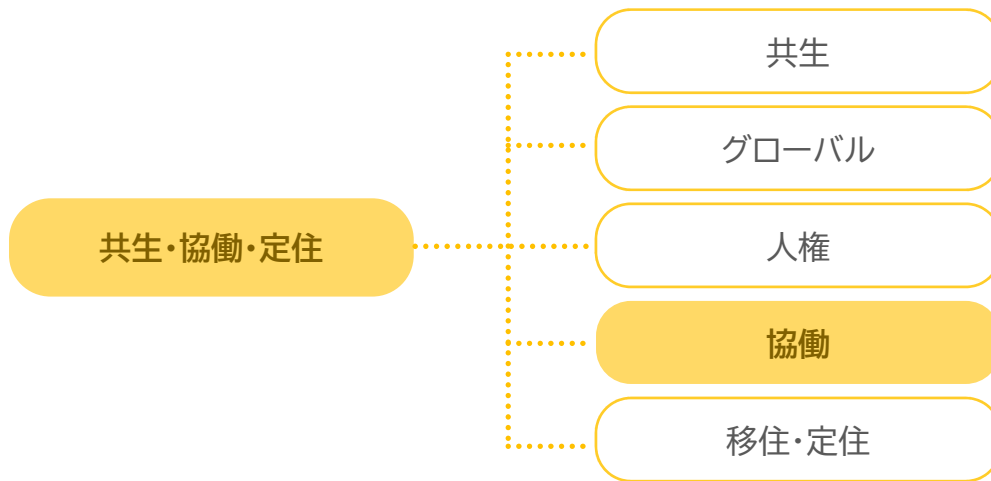 共生
グローバル
共生・協働・定住
人権
協働
移住・定住